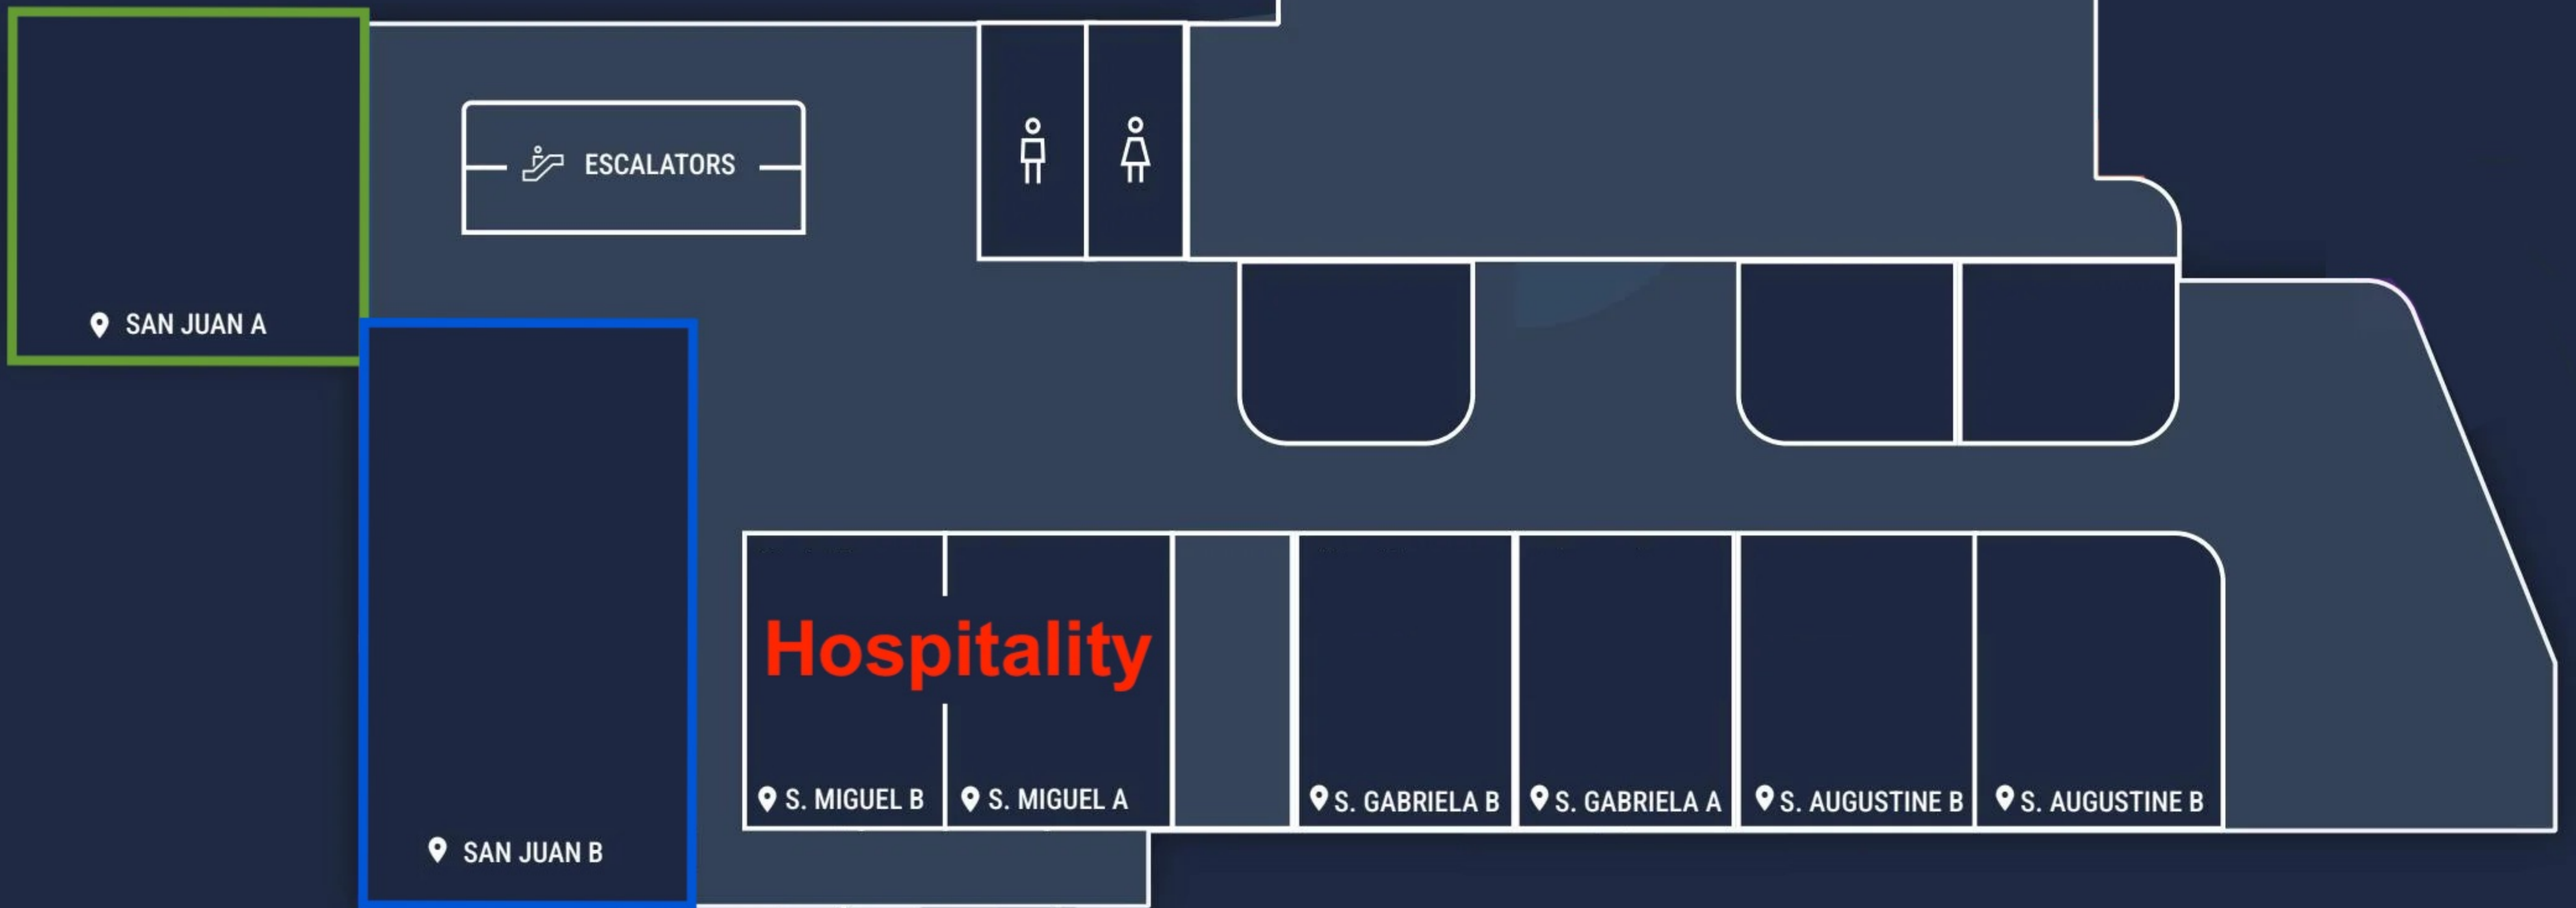 ESCALATORS
SAN JUAN A
Hospitality
S. MIGUEL B
S. MIGUEL A
S. GABRIELA B
S. GABRIELA A
S. AUGUSTINE B
S. AUGUSTINE B
SAN JUAN B